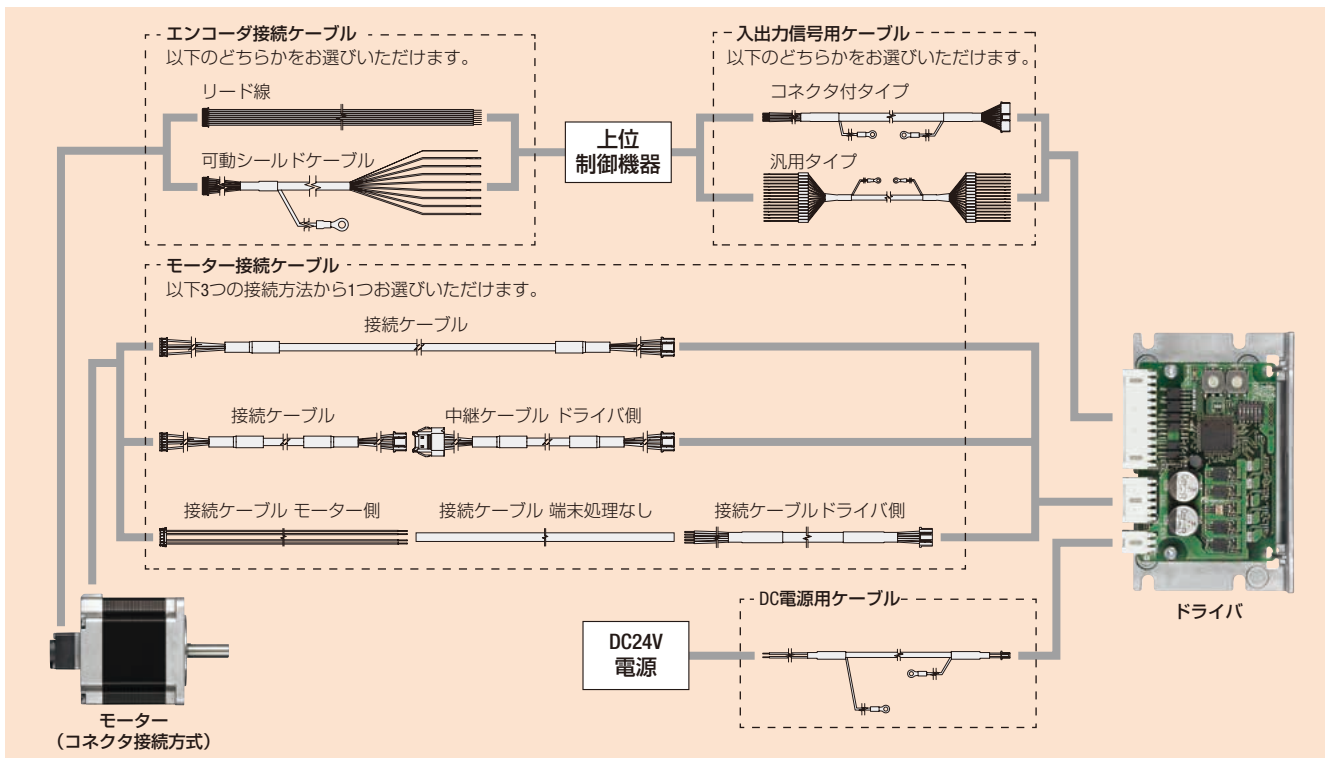 エンコーダ接続ケーブル
以下のどちらかをお選びいただけます。
リード線
可動シールドケーブル
上位
制御機器
入出力信号用ケーブル
以下のどちらかをお選びいただけます。
コネクタ付タイプ
汎用タイプ
モーター接続ケーブル
以下3つの接続方法から1つお選びいただけます。
接続ケーブル
接続ケーブル
中継ケーブル ドライバ側
接続ケーブル モーター側
接続ケーブル 端末処理なし
接続ケーブルドライバ側
ドライバ
DC電源用ケーブル
DC24V
電源
モーター
(コネクタ接続方式)